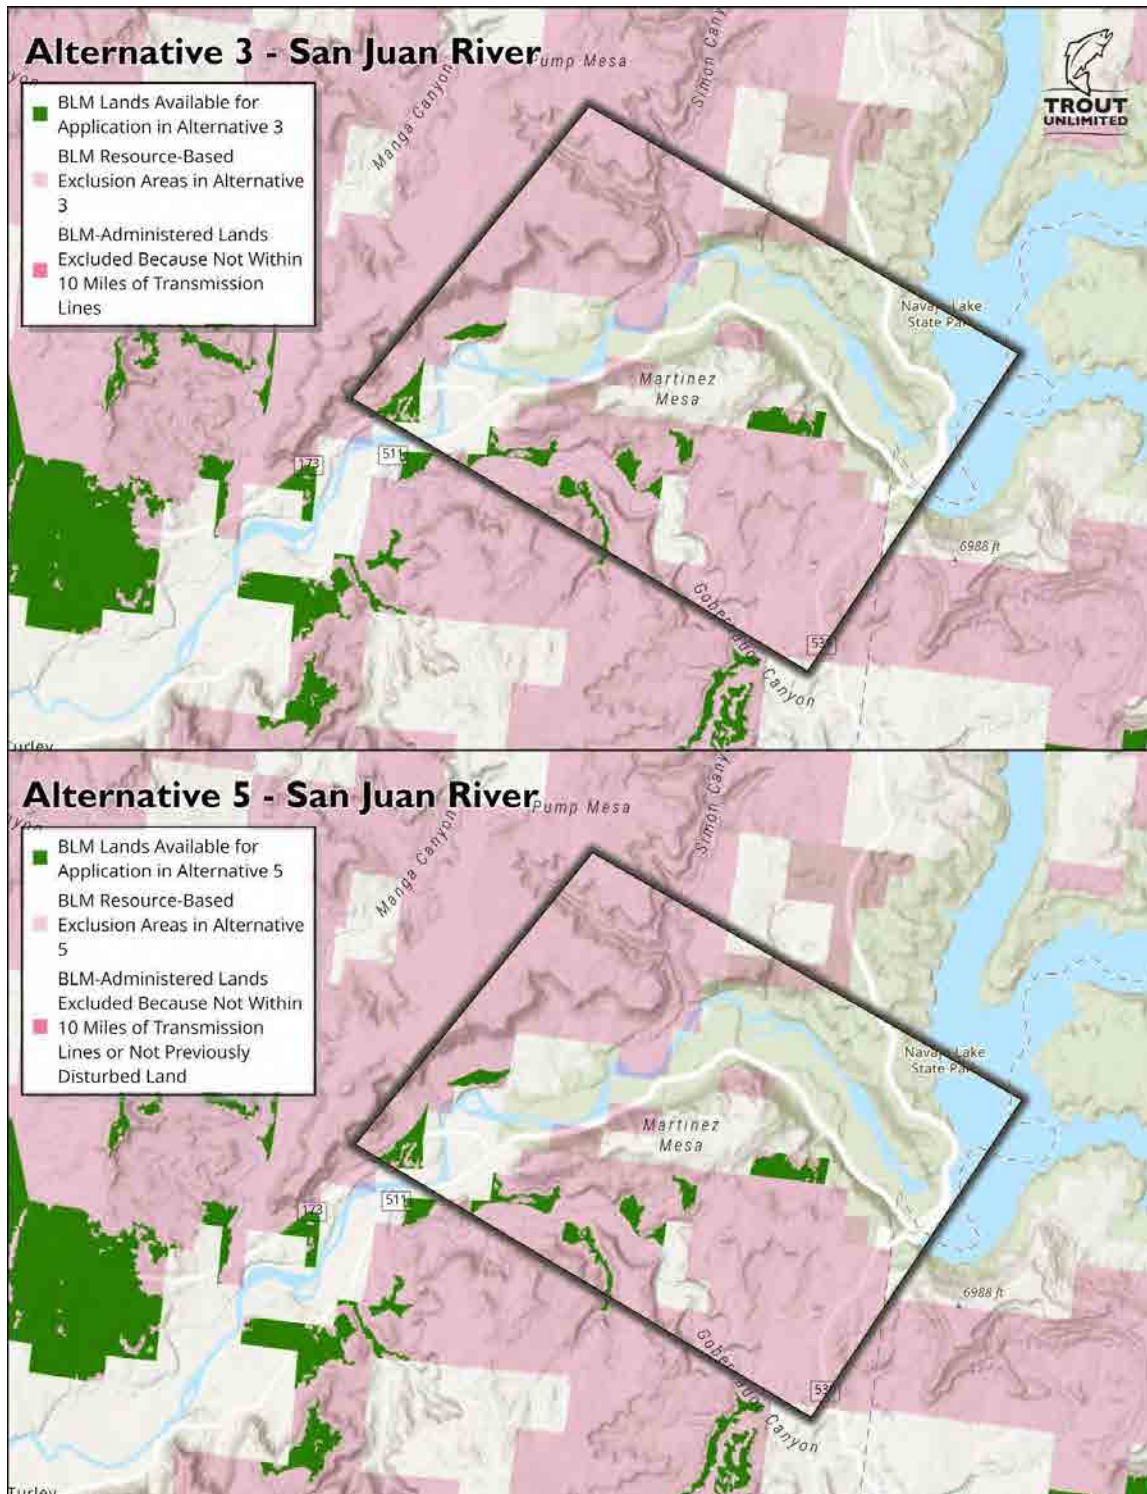 Alternative 3 - San Juan River
Pump Mesa
Simon Cany
Manga Canyon
TROUT
UNLIMITED
BLM Lands Available for
Application in Alternative 3
BLM Resource-Based
Exclusion Areas in Alternative
3
BLM-Administered Lands
Excluded Because Not Within
10 Miles of Transmission
Lines
Navajo Lake
State Park
Martinez
Mesa
511
173
6988 ft
Canyon
Alternative 5 - San Juan River
Pump Mesa
Simon Cany
Manga Canyon
BLM Lands Available for
Application in Alternative 5
BLM Resource-Based
Exclusion Areas in Alternative
5
BLM-Administered Lands
Excluded Because Not Within
10 Miles of Transmission
Lines or Not Previously
Disturbed Land
Navajo Lake
State Park
Martinez
Mesa
511
173
6988 ft
Canyon
Turley